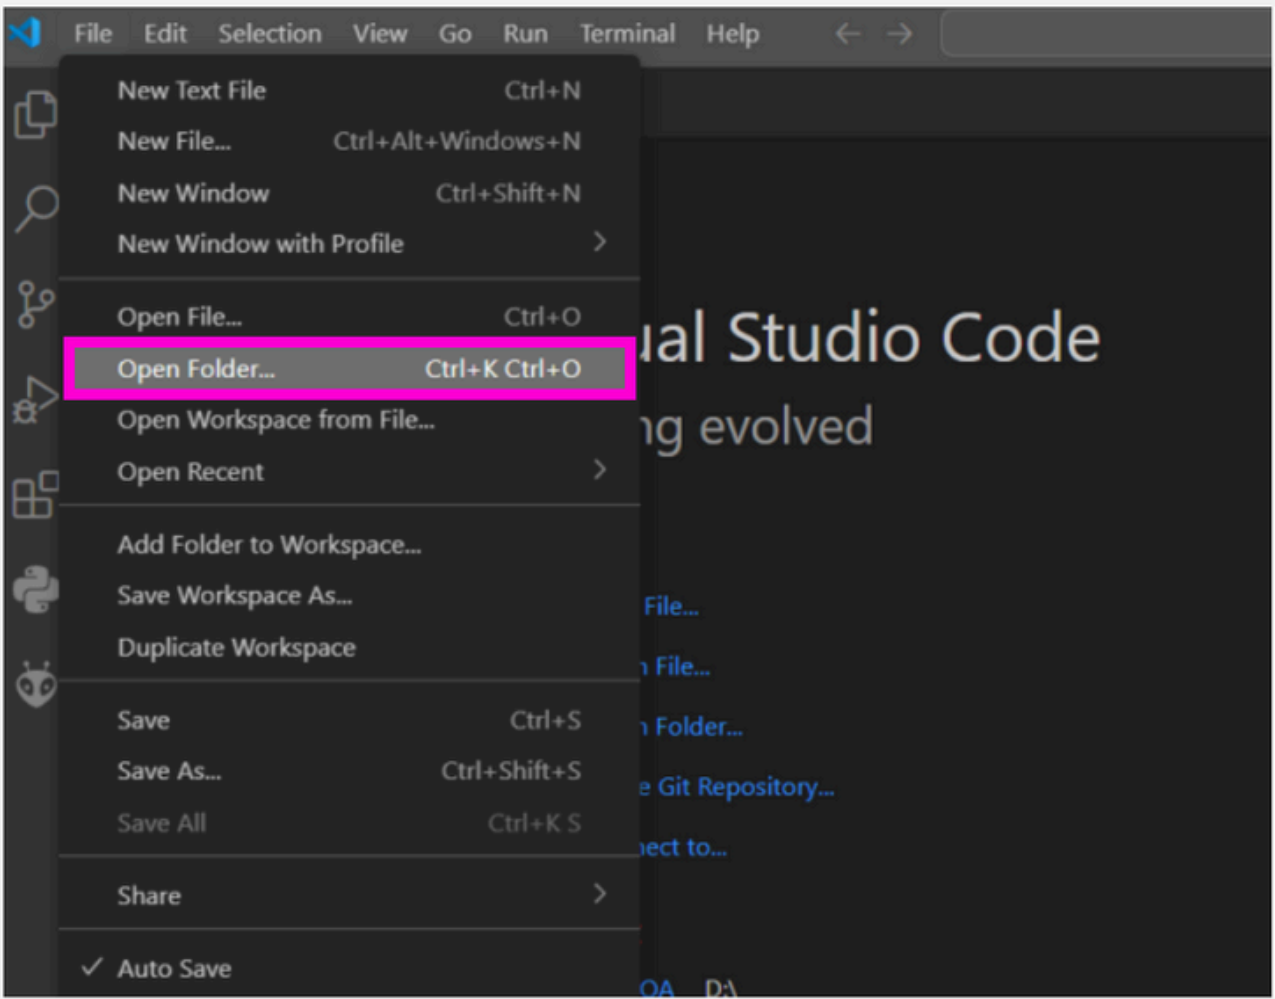 File Edit Selection View Go Run Terminal Help
New Text File Ctrl+N
New File... Ctrl+Alt+Windows+N
New Window Ctrl+Shift+N
New Window with Profile
Open File... Ctrl+O
ual Studio Code
Open Folder... Ctrl+K Ctrl+O
Open Workspace from File...
ng evolved
Open Recent
Add Folder to Workspace...
Save Workspace As...
File...
Duplicate Workspace
n File...
Save Ctrl+S
n Folder...
Save As... Ctrl+Shift+S
e Git Repository...
Save All Ctrl+K S
nect to...
Share
Auto Save
OA D:\